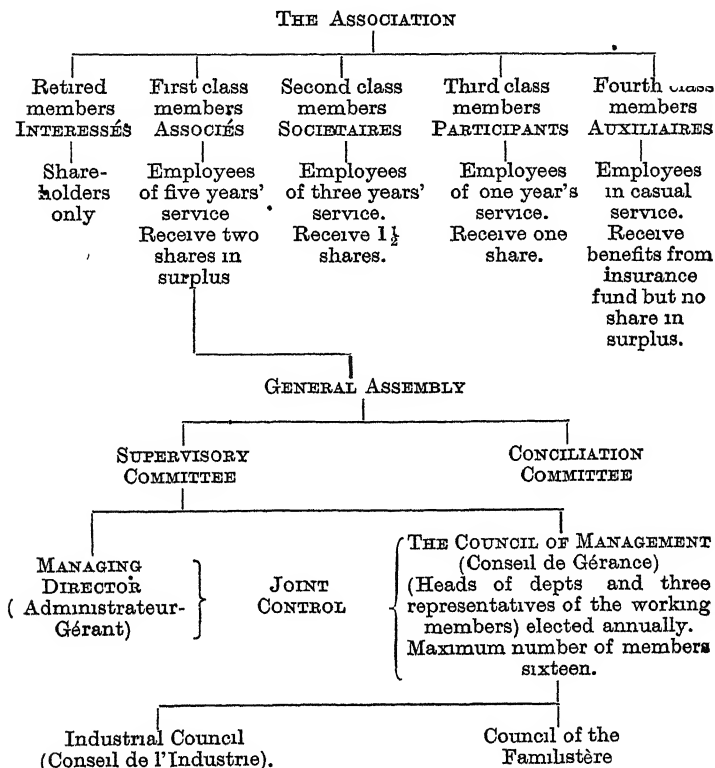 THE ASSOCIATION
Retired
members
INTERESSÉS
Share-
holders
only
First class
members
ASSOCIÉS
Employees
of five years'
service
Receive two
shares in
surplus
Second class
members
SOCIETAIRES
Employees
of three years'
service.
Receive 1½
shares.
Third class
members
PARTICIPANTS
Employees
of one year's
service.
Receive one
share.
Fourth class
members
AUXILIAIRES
Employees
in casual
service.
Receive
benefits from
insurance
fund but no
share in
surplus.
GENERAL ASSEMBLY
SUPERVISORY
COMMITTEE
CONCILIATION
COMMITTEE
MANAGING
DIRECTOR
( Administrateur-
Gérant)
JOINT
CONTROL
THE COUNCIL OF MANAGEMENT
(Conseil de Gérance)
(Heads of depts and three
representatives of the working
members) elected annually.
Maximum number of members
sixteen.
Industrial Council
(Conseil de l'Industrie).
Council of the
Familistère